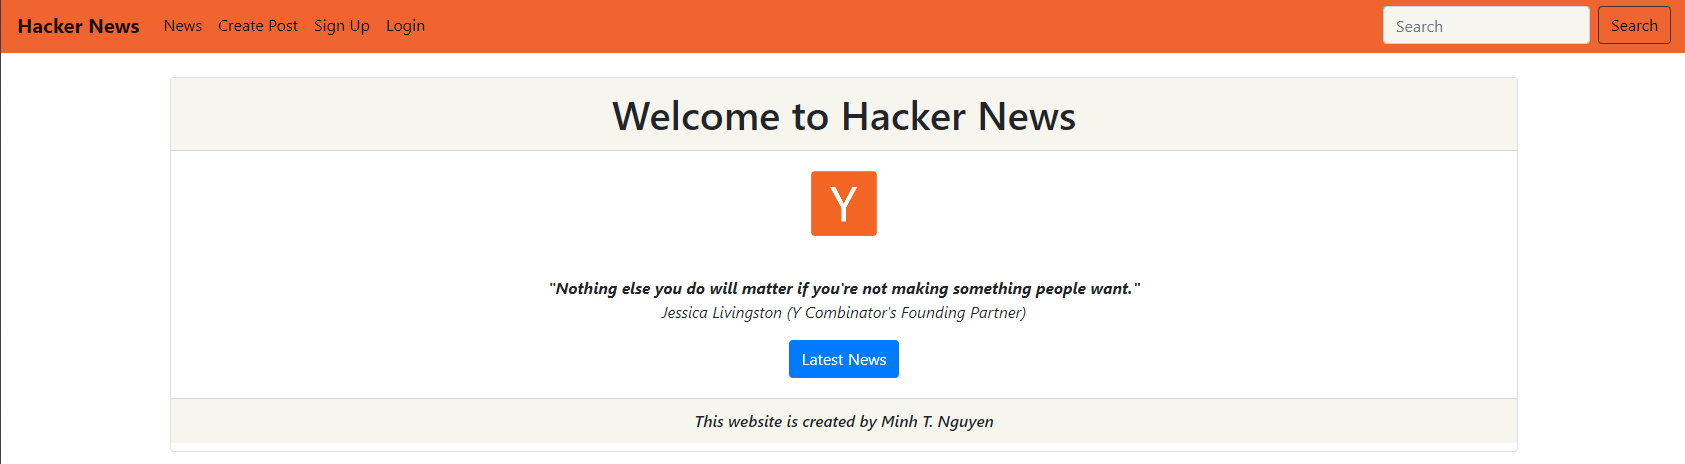 Hacker News News Create Post Sign Up Login Search Search
Welcome to Hacker News
Y
"Nothing else you do will matter if you're not making something people want."
Jessica Livingston (Y Combinator's Founding Partner)
Latest News
This website is created by Minh T. Nguyen